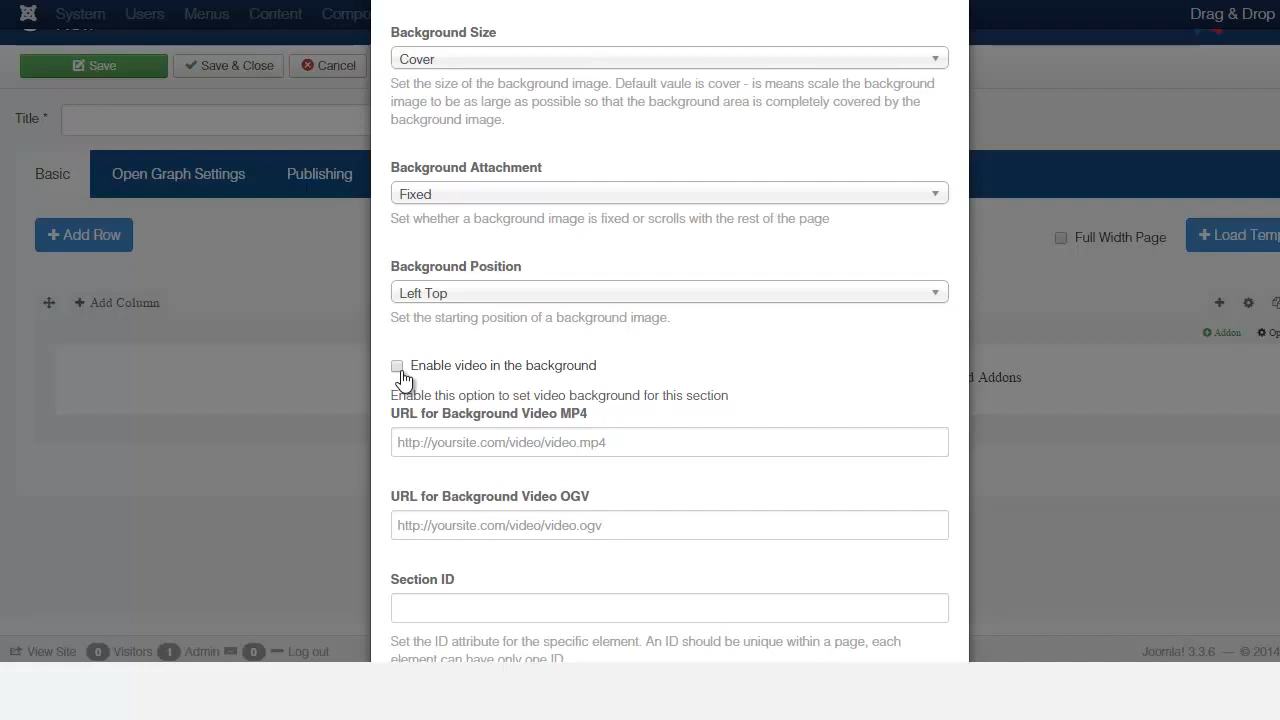 System Users Menus Content Compo
Drag & Drop
Save
Save & Close
Cancel
Title *
Basic
Open Graph Settings
Publishing
Add Row
Full Width Page
Load Temp
Add Column
Addon
Op
d Addons
Background Size
Cover
Set the size of the background image. Default vaule is cover - is means scale the background
image to be as large as possible so that the background area is completely covered by the
background image.
Background Attachment
Fixed
Set whether a background image is fixed or scrolls with the rest of the page
Background Position
Left Top
Set the starting position of a background image.
Enable video in the background
Enable this option to set video background for this section
URL for Background Video MP4
http://yoursite.com/video/video.mp4
URL for Background Video OGV
http://yoursite.com/video/video.ogv
Section ID
Set the ID attribute for the specific element. An ID should be unique within a page, each
element can have only one ID.
View Site 0 Visitors 1 Admin 0 Log out
Joomla! 3.3.6 — © 2014